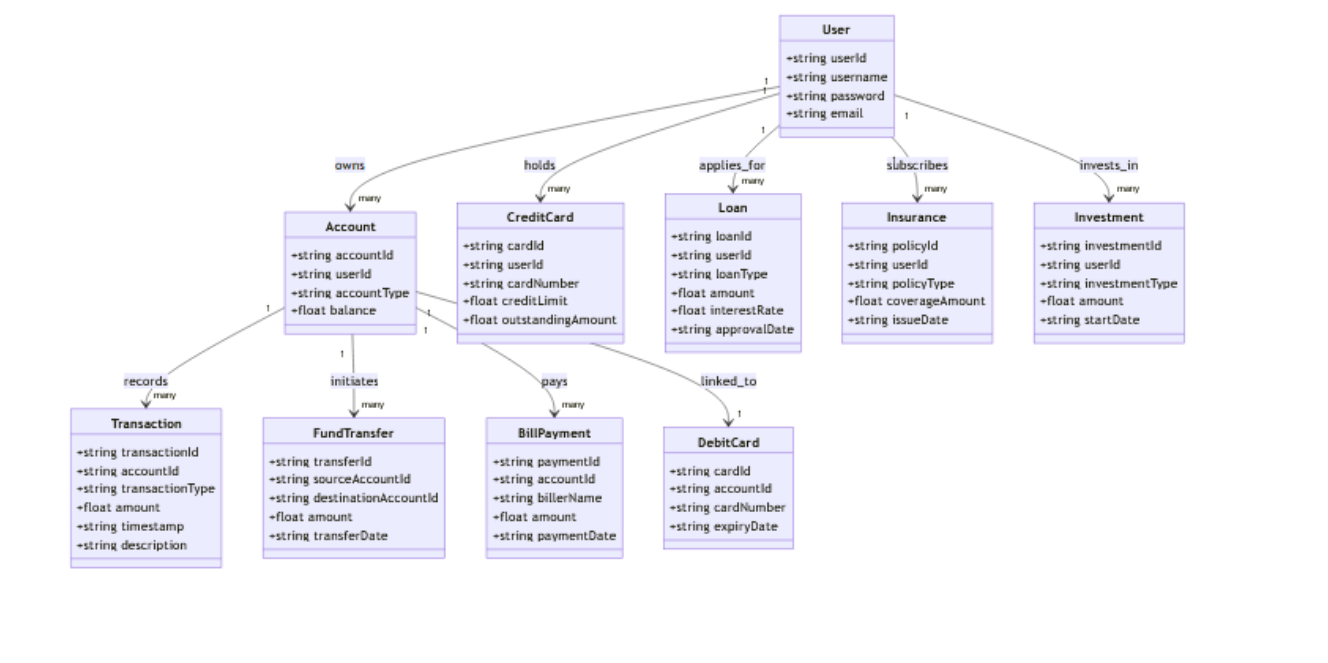 User
+string userId
+string username
+string password
+string email
1
1
1
1
owns
holds
applies_for
subscribes
invests_in
many
many
many
many
many
Account
+string accountId
+string userId
+string accountType
+float balance
CreditCard
+string cardId
+string userId
+string cardNumber
+float creditLimit
+float outstandingAmount
Loan
+string loanId
+string userId
+string loanType
+float amount
+float interestRate
+string approvalDate
Insurance
+string policyId
+string userId
+string policyType
+float coverageAmount
+string issueDate
Investment
+string investmentId
+string userId
+string investmentType
+float amount
+string startDate
1
1
1
1
records
initiates
pays
linked_to
many
many
many
1
Transaction
+string transactionId
+string accountId
+string transactionType
+float amount
+string timestamp
+string description
FundTransfer
+string transferId
+string sourceAccountId
+string destinationAccountId
+float amount
+string transferDate
BillPayment
+string paymentId
+string accountId
+string billerName
+float amount
+string paymentDate
DebitCard
+string cardId
+string accountId
+string cardNumber
+string expiryDate